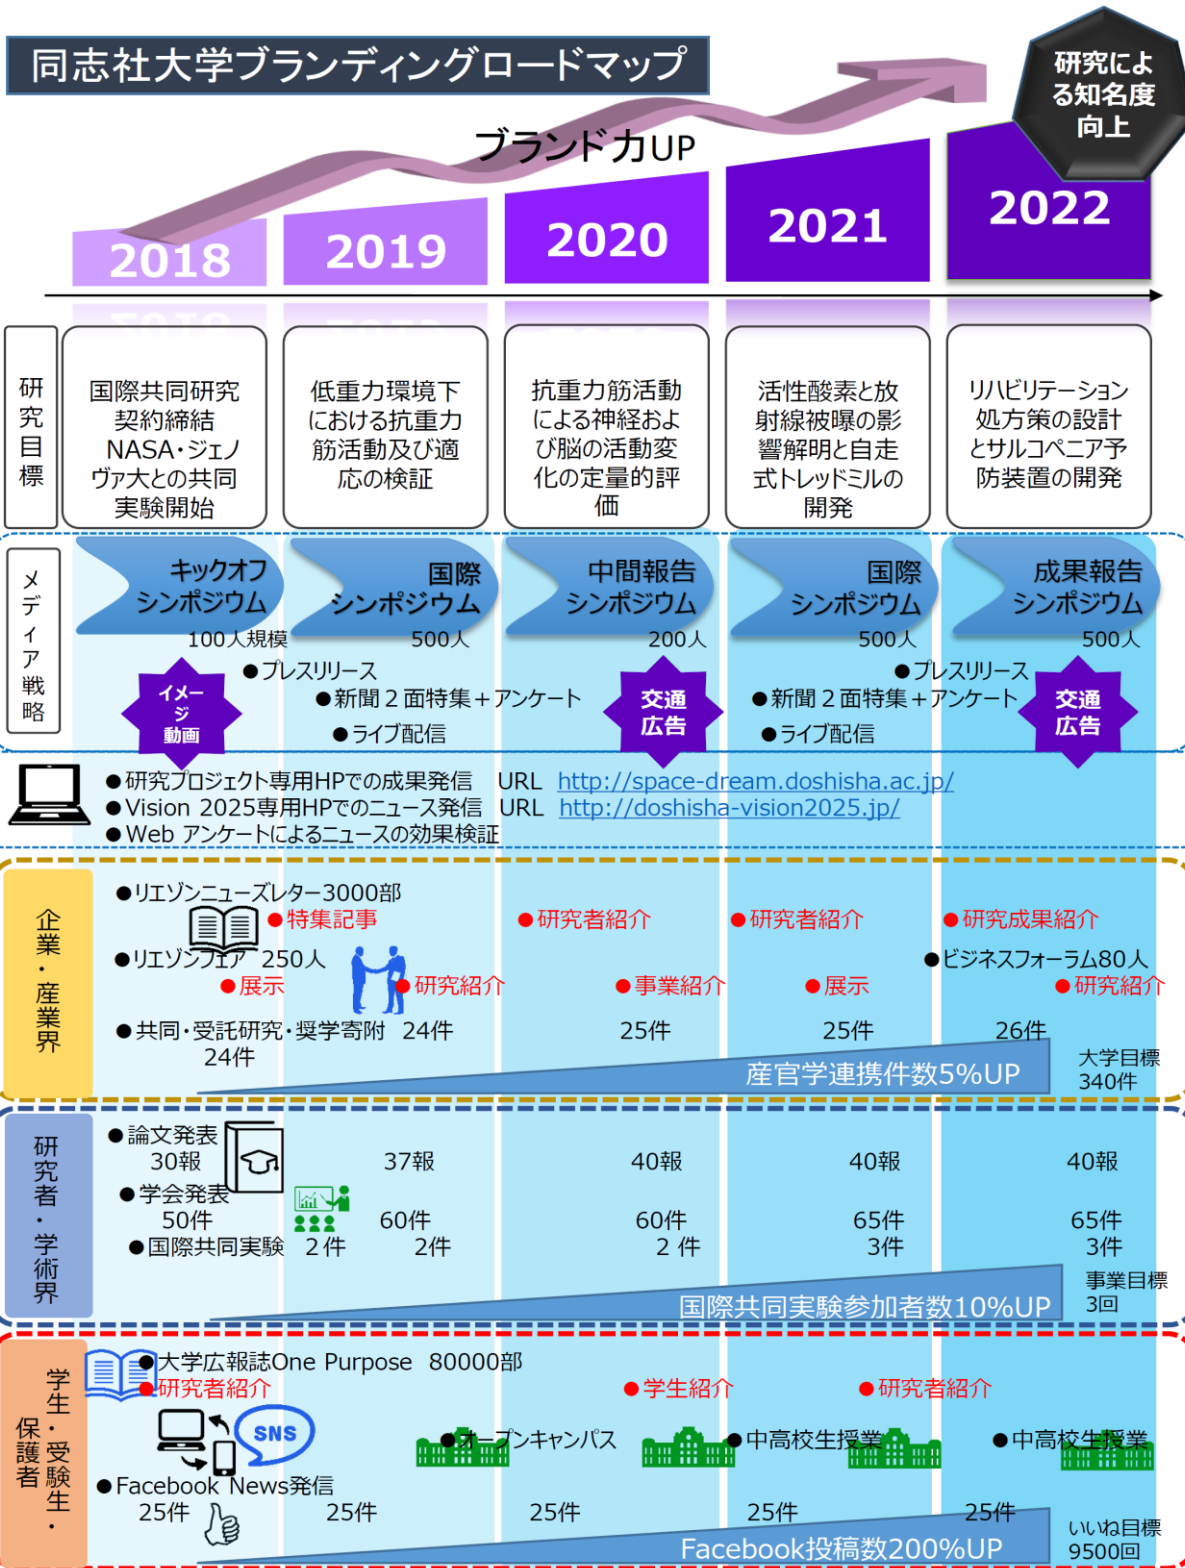 同志社大学ブランディングロードマップ
研究によ
る知名度
向上
ブランド力UP
2018
2019
2020
2021
2022
研究目標
国際共同研究
契約締結
NASA・ジェノ
ヴァ大との共同
実験開始
低重力環境下
における抗重力
筋活動及び適
応の検証
抗重力筋活動
による神経およ
び脳の活動変
化の定量的評
価
活性酸素と放
射線被曝の影
響解明と自走
式トレッドミルの
開発
リハビリテーション
処方策の設計
とサルコペニア予
防装置の開発
メディア戦略
キックオフ
シンポジウム
100人規模
国際
シンポジウム
500人
中間報告
シンポジウム
200人
国際
シンポジウム
500人
成果報告
シンポジウム
500人
イメー
ジ
動画
●プレスリリース
●新聞2面特集+アンケート
●ライブ配信
交通
広告
●プレスリリース
●新聞2面特集+アンケート
●ライブ配信
交通
広告
●研究プロジェクト専用HPでの成果発信 URL http://space-dream.doshisha.ac.jp/
●Vision 2025専用HPでのニュース発信 URL http://doshisha-vision2025.jp/
●Web アンケートによるニュースの効果検証
企業・産業界
●リエゾンニューズレター3000部
●特集記事 ●研究者紹介 ●研究者紹介 ●研究成果紹介
●リエゾンフェア 250人 ●ビジネスフォーラム80人
●展示 ●研究紹介 ●事業紹介 ●展示 ●研究紹介
●共同・受託研究・奨学寄附 24件 25件 25件 26件
24件
産官学連携件数5%UP
大学目標
340件
研究者・学術界
●論文発表
30報 37報 40報 40報 40報
●学会発表
50件 60件 60件 65件 65件
●国際共同実験 2件 2件 2件 3件 3件
国際共同実験参加者数10%UP
事業目標
3回
学生・受験生・
保護者
●大学広報誌One Purpose 80000部
●研究者紹介 ●学生紹介 ●研究者紹介
SNS
●オープンキャンパス ●中高校生授業 ●中高校生授業
●Facebook News発信
25件 25件 25件 25件 25件
Facebook投稿数200%UP
いいね目標
9500回